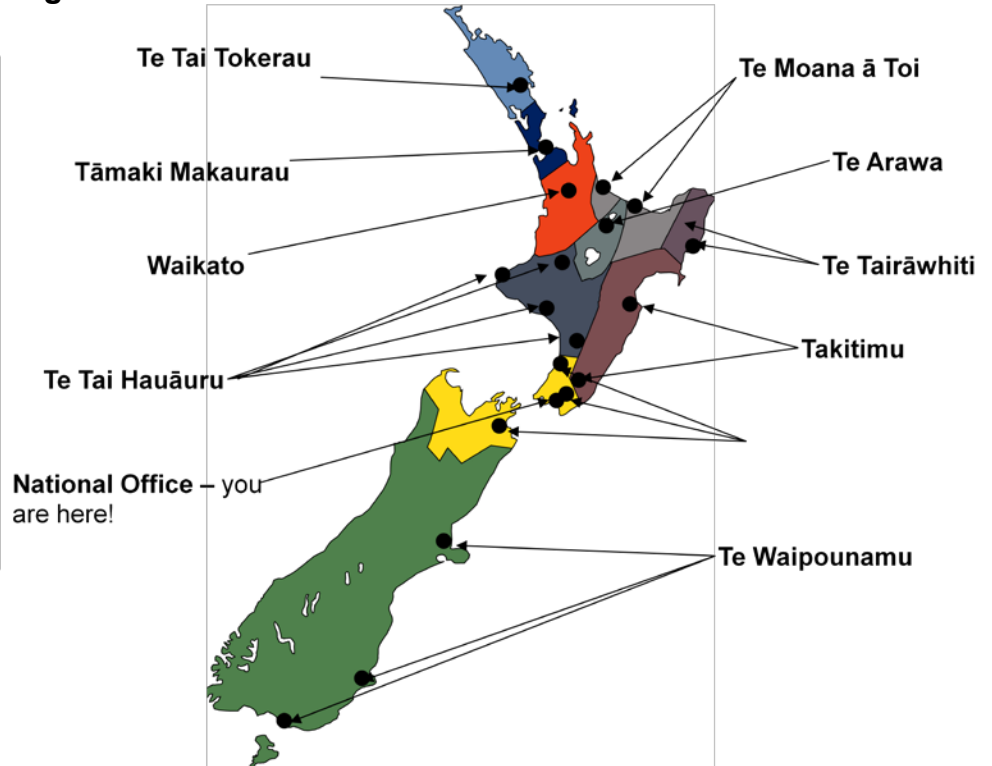 Te Tai Tokerau
Te Moana ā Toi
Te Arawa
Tāmaki Makaurau
Waikato
Te Tairāwhiti
Takitimu
Te Tai Hauāuru
National Office – you
are here!
Te Waipounamu